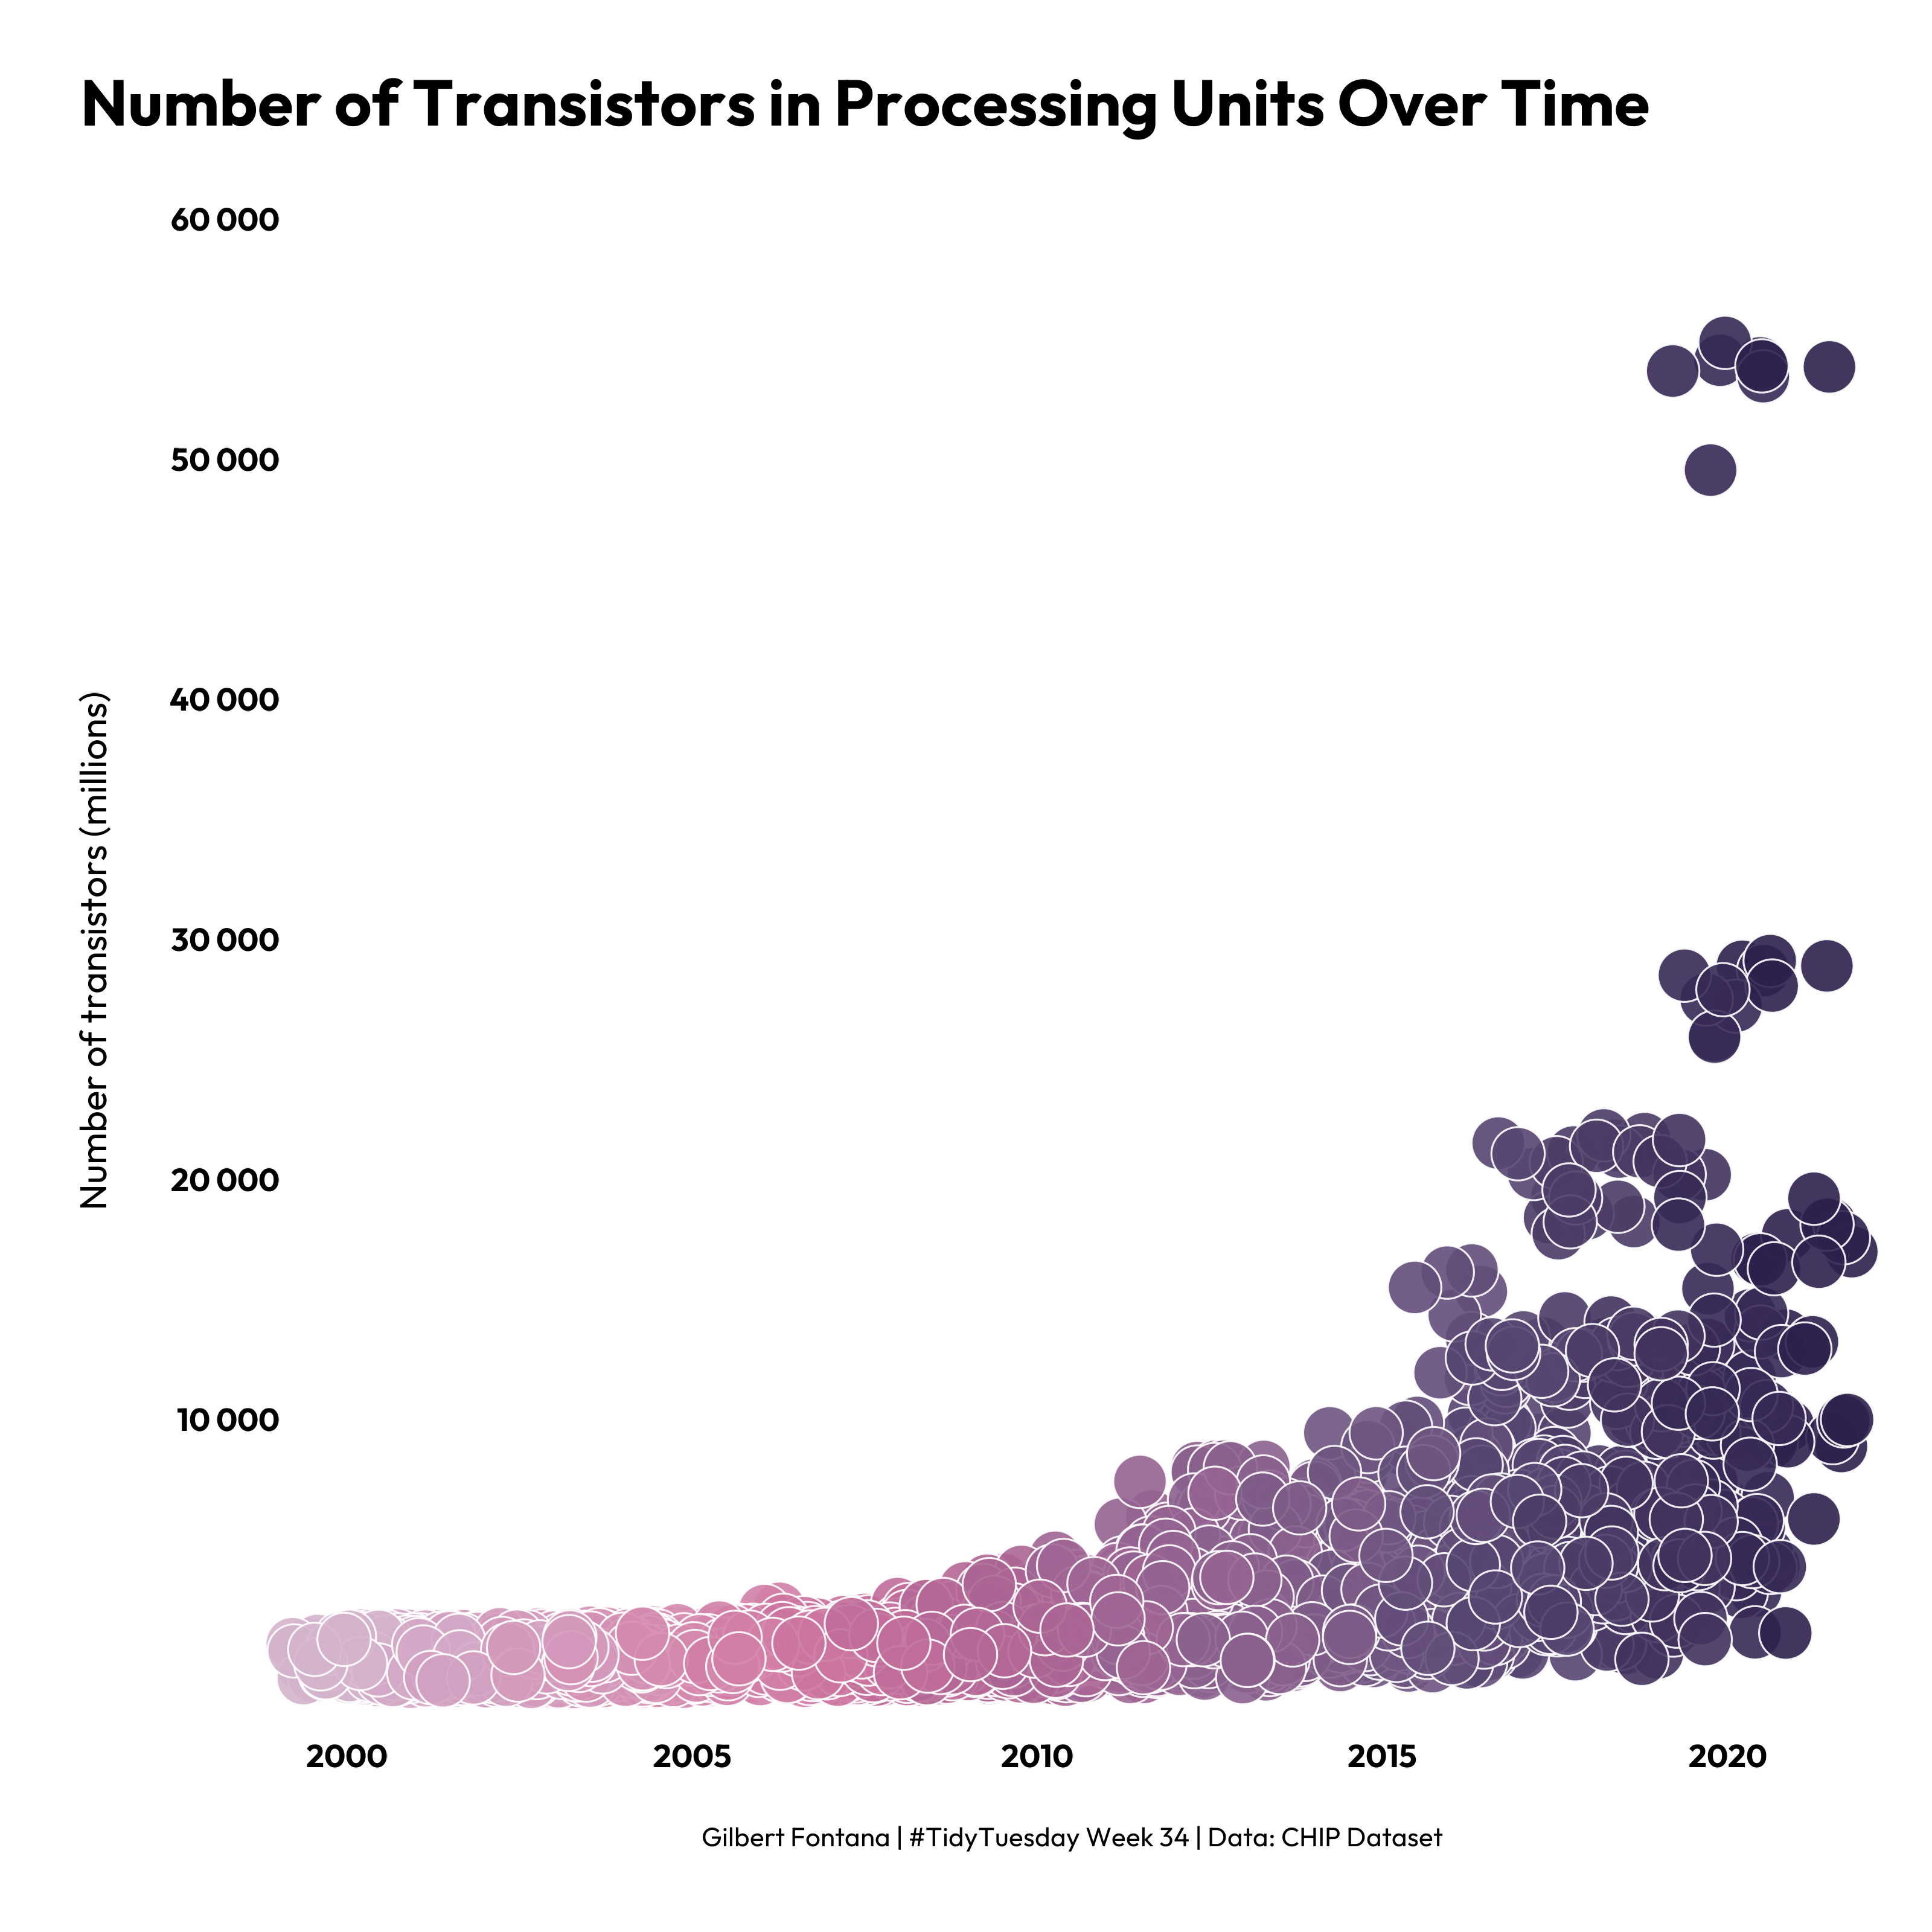 Number of Transistors in Processing Units Over Time
60 000
50 000
40 000
30 000
20 000
10 000
Number of transistors (millions)
2000 2005 2010 2015 2020
Gilbert Fontana | #TidyTuesday Week 34 | Data: CHIP Dataset